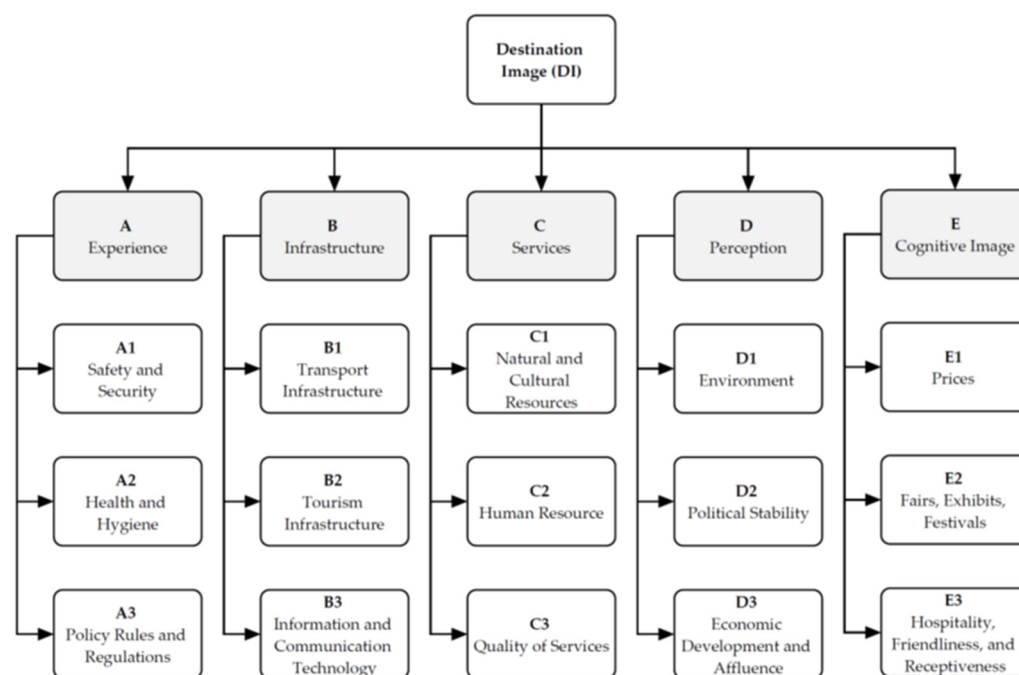 Destination
Image (DI)
A
Experience
B
Infrastructure
C
Services
D
Perception
E
Cognitive Image
A1
Safety and
Security
B1
Transport
Infrastructure
C1
Natural and
Cultural
Resources
D1
Environment
E1
Prices
A2
Health and
Hygiene
B2
Tourism
Infrastructure
C2
Human Resource
D2
Political Stability
E2
Fairs, Exhibits,
Festivals
A3
Policy Rules and
Regulations
B3
Information and
Communication
Technology
C3
Quality of Services
D3
Economic
Development and
Affluence
E3
Hospitality,
Friendliness, and
Receptiveness